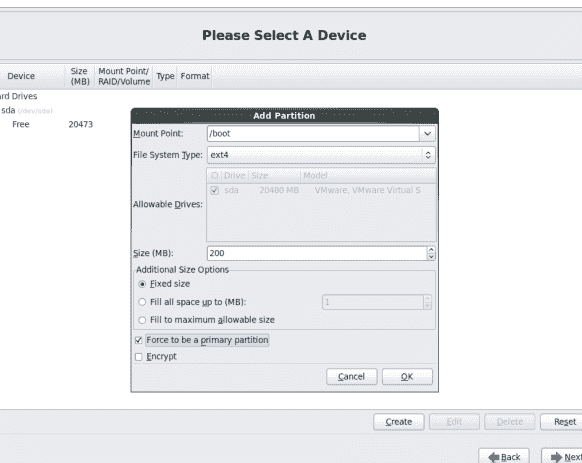 Please Select A Device
Device
Size (MB)
Mount Point/ RAID/Volume
Type
Format
rd Drives
sda (/dev/sda)
Free 20473
Add Partition
Mount Point: /boot
File System Type: ext4
Drive Size Model
sda 20480 MB VMware, VMware Virtual S
Allowable Drives:
Size (MB): 200
Additional Size Options
Fixed size
Fill all space up to (MB): 1
Fill to maximum allowable size
Force to be a primary partition
Encrypt
Cancel OK
Create Edit Delete Reset
Back Next